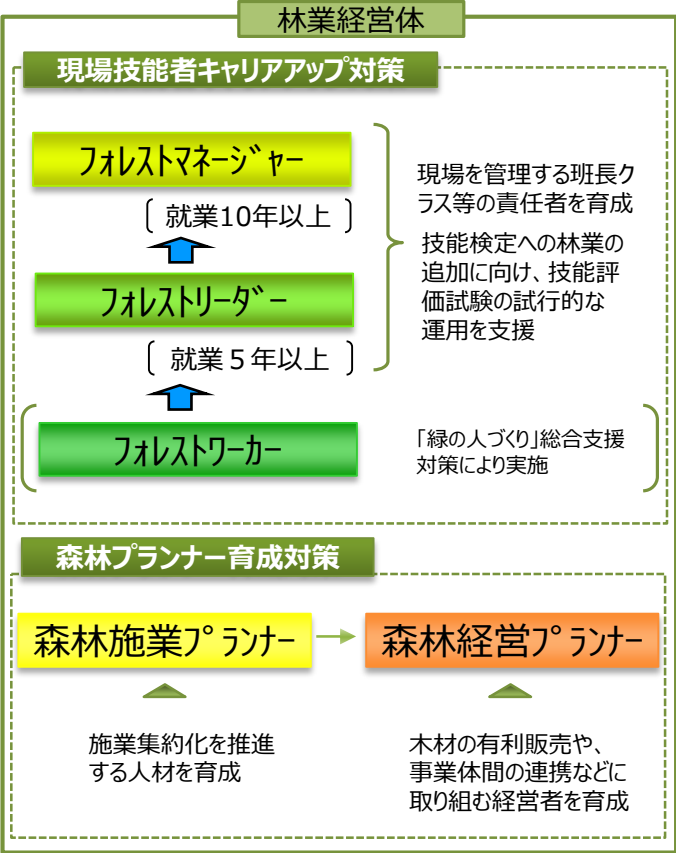 林業経営体
現場技能者キャリアアップ対策
フォレストマネージャー
〔 就業10年以上 〕
現場を管理する班長ク
ラス等の責任者を育成
技能検定への林業の
追加に向け、技能評
価試験の試行的な
運用を支援
フォレストリーダー
〔 就業５年以上 〕
フォレストワーカー
「緑の人づくり」総合支援
対策により実施
森林プランナー育成対策
森林施業プランナー
森林経営プランナー
施業集約化を推進
する人材を育成
木材の有利販売や、
事業体間の連携などに
取り組む経営者を育成